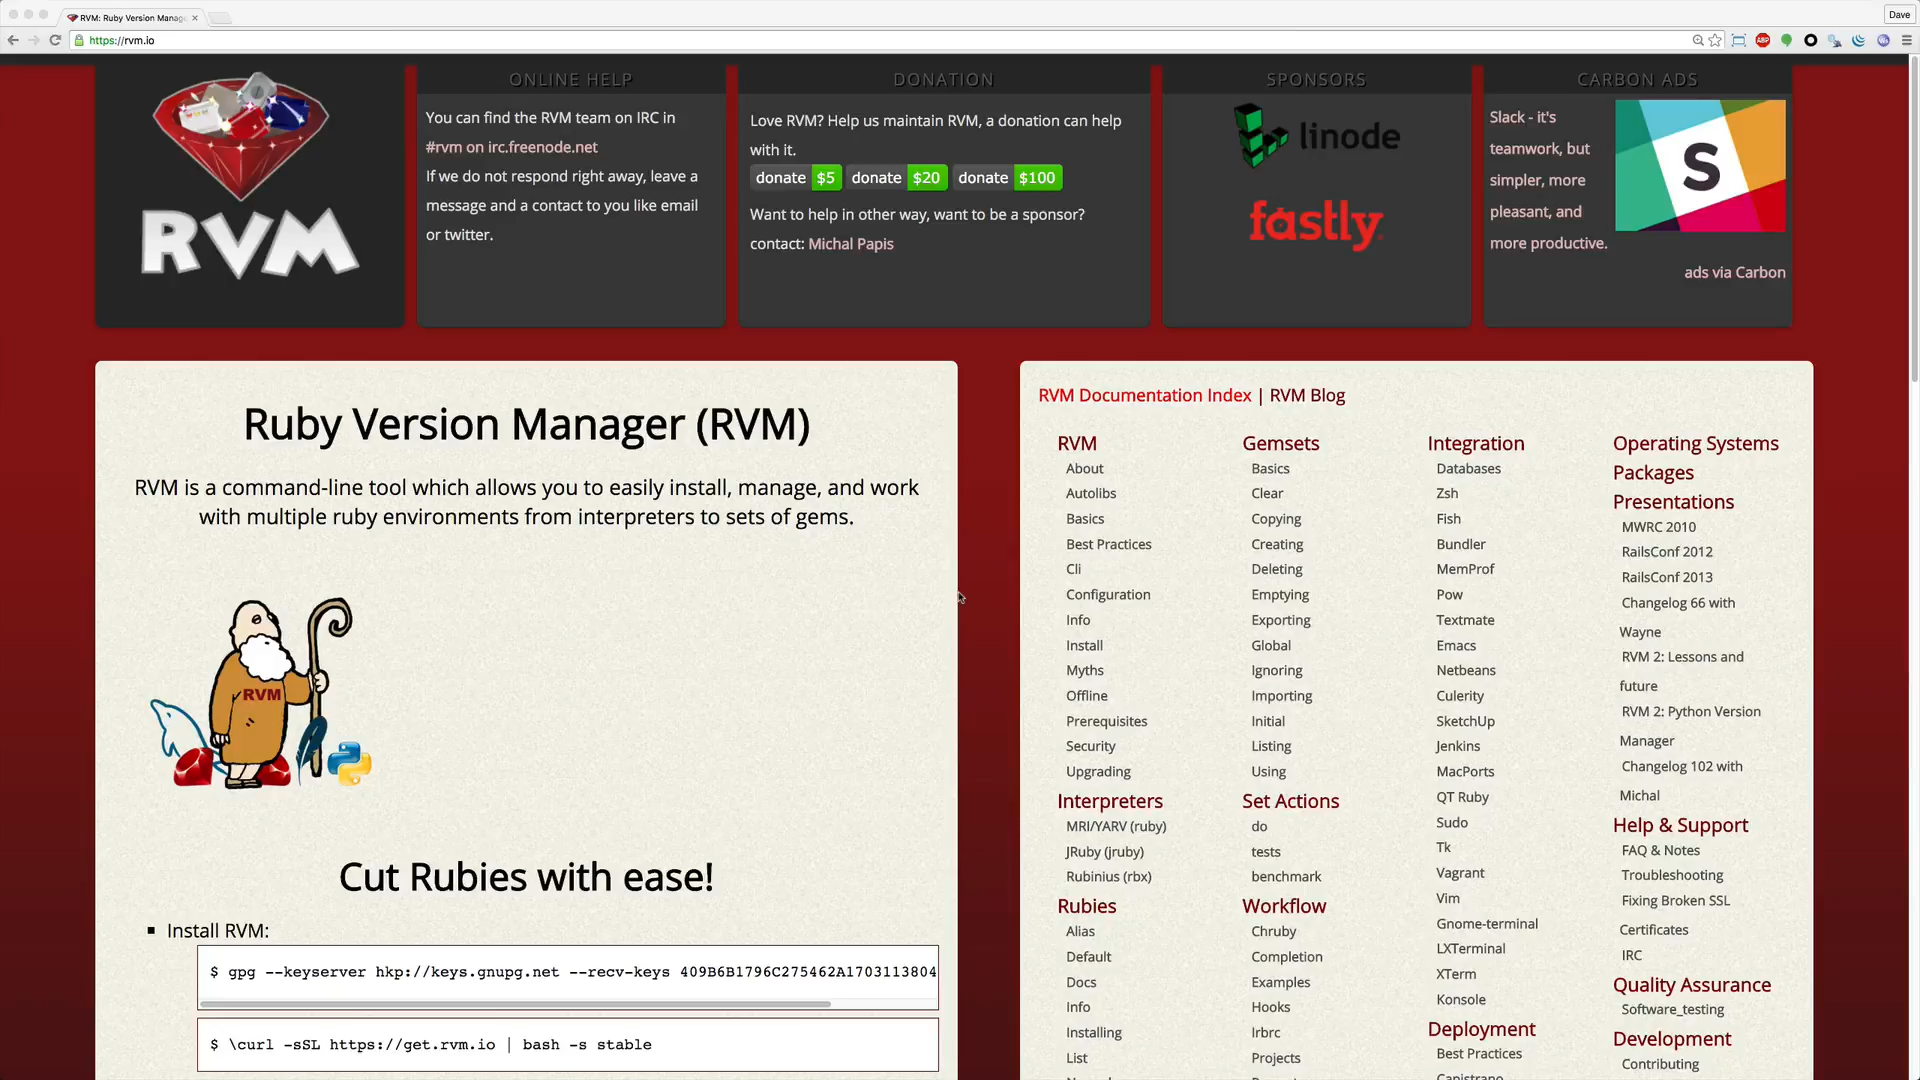 RVM: Ruby Version Manag
Dave
https://rvm.io
ABP
RVM
ONLINE HELP
You can find the RVM team on IRC in
#rvm on irc.freenode.net
If we do not respond right away, leave a
message and a contact to you like email
or twitter.
DONATION
Love RVM? Help us maintain RVM, a donation can help
with it.
donate $5 donate $20 donate $100
Want to help in other way, want to be a sponsor?
contact: Michal Papis
SPONSORS
linode
fastly
CARBON ADS
Slack - it's
teamwork, but
simpler, more
pleasant, and
more productive.
S
ads via Carbon
Ruby Version Manager (RVM)
RVM is a command-line tool which allows you to easily install, manage, and work
with multiple ruby environments from interpreters to sets of gems.
RVM
Cut Rubies with ease!
Install RVM:
$ gpg --keyserver hkp://keys.gnupg.net --recv-keys 409B6B1796C275462A1703113804
$ \curl -sSL https://get.rvm.io | bash -s stable
RVM Documentation Index | RVM Blog
RVM
About
Autolibs
Basics
Best Practices
Cli
Configuration
Info
Install
Myths
Offline
Prerequisites
Security
Upgrading
Interpreters
MRI/YARV (ruby)
JRuby (jruby)
Rubinius (rbx)
Rubies
Alias
Default
Docs
Info
Installing
List
Gemsets
Basics
Clear
Copying
Creating
Deleting
Emptying
Exporting
Global
Ignoring
Importing
Initial
Listing
Using
Set Actions
do
tests
benchmark
Workflow
Chruby
Completion
Examples
Hooks
Irbrc
Projects
Integration
Databases
Zsh
Fish
Bundler
MemProf
Pow
Textmate
Emacs
Netbeans
Culerity
SketchUp
Jenkins
MacPorts
QT Ruby
Sudo
Tk
Vagrant
Vim
Gnome-terminal
LXTerminal
XTerm
Konsole
Deployment
Best Practices
Capistrano
Operating Systems
Packages
Presentations
MWRC 2010
RailsConf 2012
RailsConf 2013
Changelog 66 with
Wayne
RVM 2: Lessons and
future
RVM 2: Python Version
Manager
Changelog 102 with
Michal
Help & Support
FAQ & Notes
Troubleshooting
Fixing Broken SSL
Certificates
IRC
Quality Assurance
Software_testing
Development
Contributing